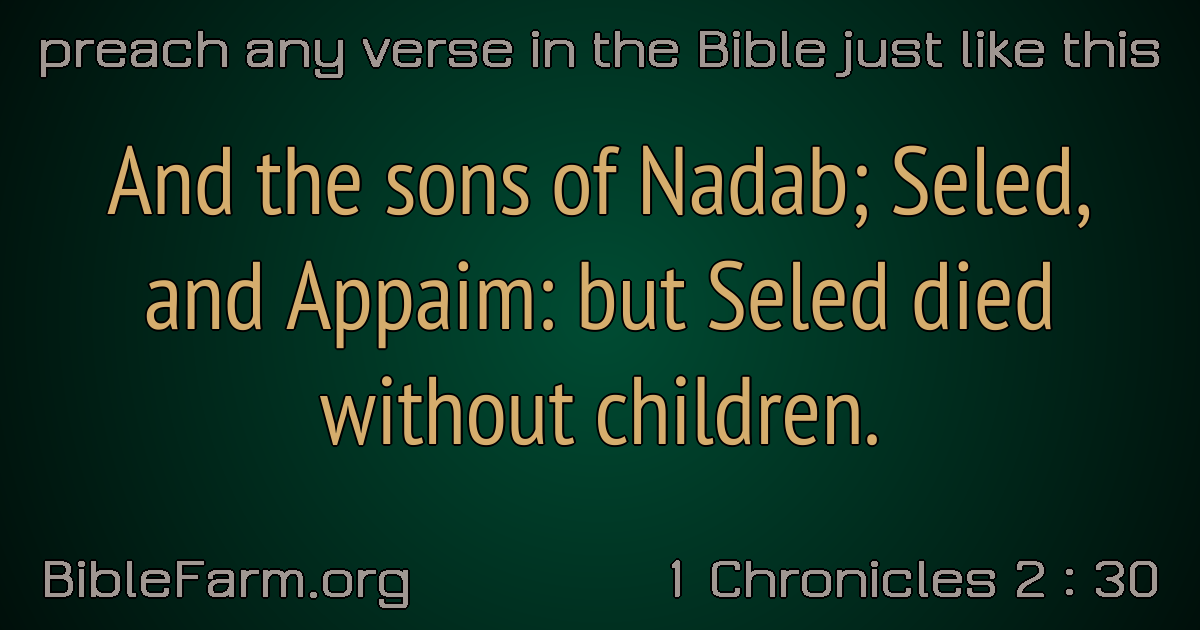 preach any verse in the Bible just like this
And the sons of Nadab; Seled,
and Appaim: but Seled died
without children.
BibleFarm.org
1 Chronicles 2 : 30